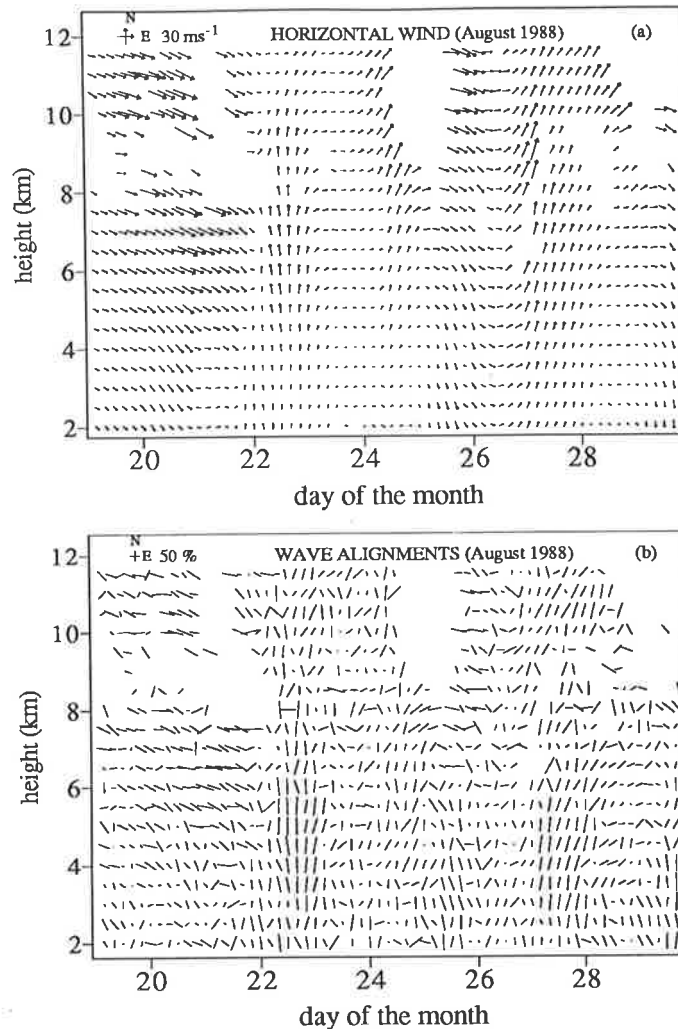 N
E 30 ms⁻¹ HORIZONTAL WIND (August 1988) (a)
12
10
8
6
4
2
height (km)
20 22 24 26 28
day of the month
N
E 50 % WAVE ALIGNMENTS (August 1988) (b)
12
10
8
6
4
2
height (km)
20 22 24 26 28
day of the month